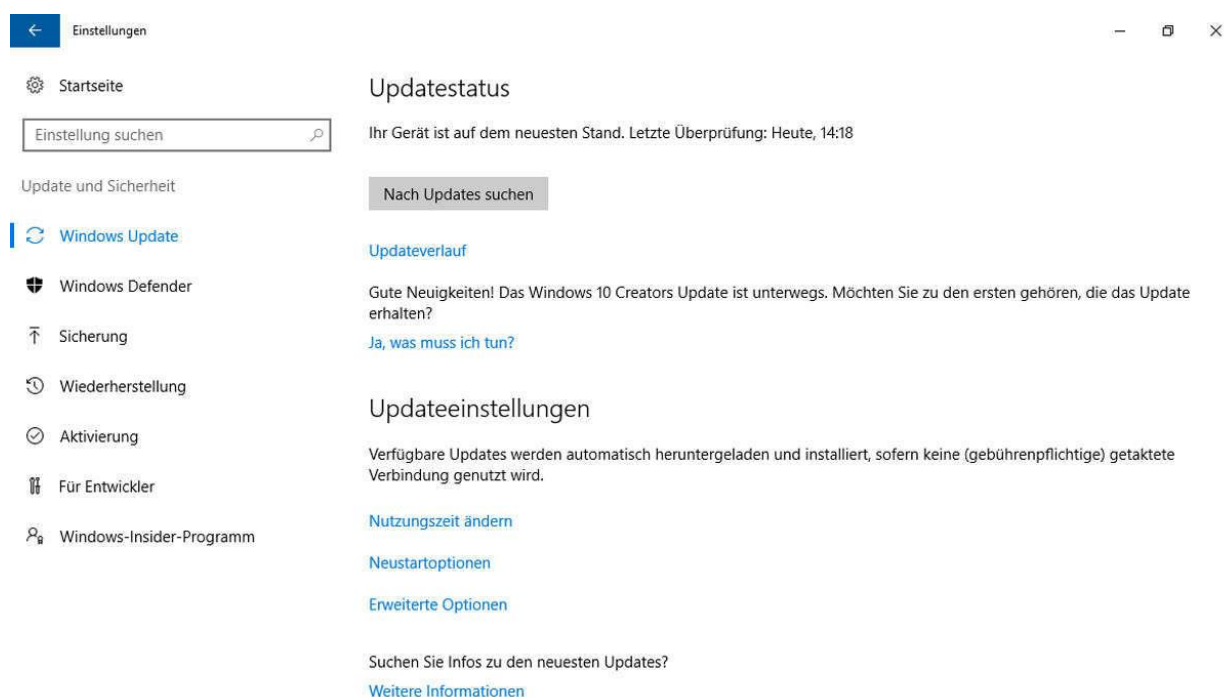 Einstellungen
Startseite
Einstellung suchen
Update und Sicherheit
Windows Update
Windows Defender
Sicherung
Wiederherstellung
Aktivierung
Für Entwickler
Windows-Insider-Programm
Updatestatus
Ihr Gerät ist auf dem neuesten Stand. Letzte Überprüfung: Heute, 14:18
Nach Updates suchen
Updateverlauf
Gute Neuigkeiten! Das Windows 10 Creators Update ist unterwegs. Möchten Sie zu den ersten gehören, die das Update
erhalten?
Ja, was muss ich tun?
Updateeinstellungen
Verfügbare Updates werden automatisch heruntergeladen und installiert, sofern keine (gebührenpflichtige) getaktete
Verbindung genutzt wird.
Nutzungszeit ändern
Neustartoptionen
Erweiterte Optionen
Suchen Sie Infos zu den neuesten Updates?
Weitere Informationen